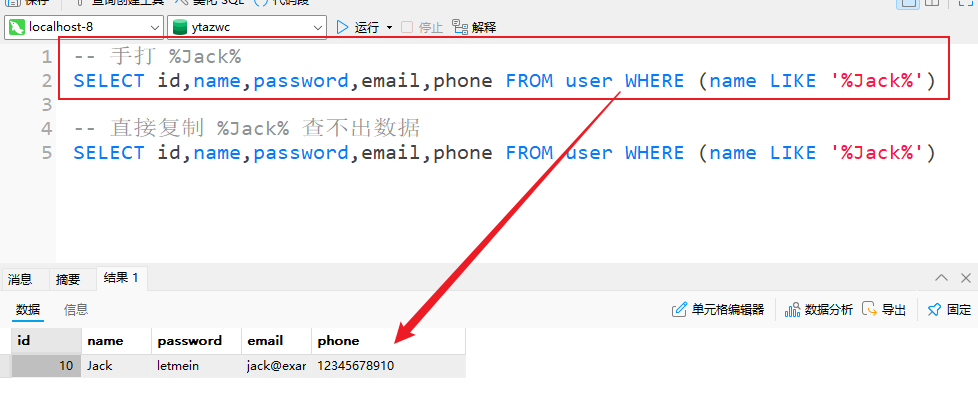 保存 查询创建工具 美化 SQL () 代码段
localhost-8 ytazwc 运行 停止 解释
1 -- 手打 %Jack%
2 SELECT id,name,password,email,phone FROM user WHERE (name LIKE '%Jack%')
3
4 -- 直接复制 %Jack% 查不出数据
5 SELECT id,name,password,email,phone FROM user WHERE (name LIKE '%Jack%')
消息 摘要 结果 1
数据 信息 单元格编辑器 数据分析 导出 固定
id name password email phone
10 Jack letmein jack@exar 12345678910